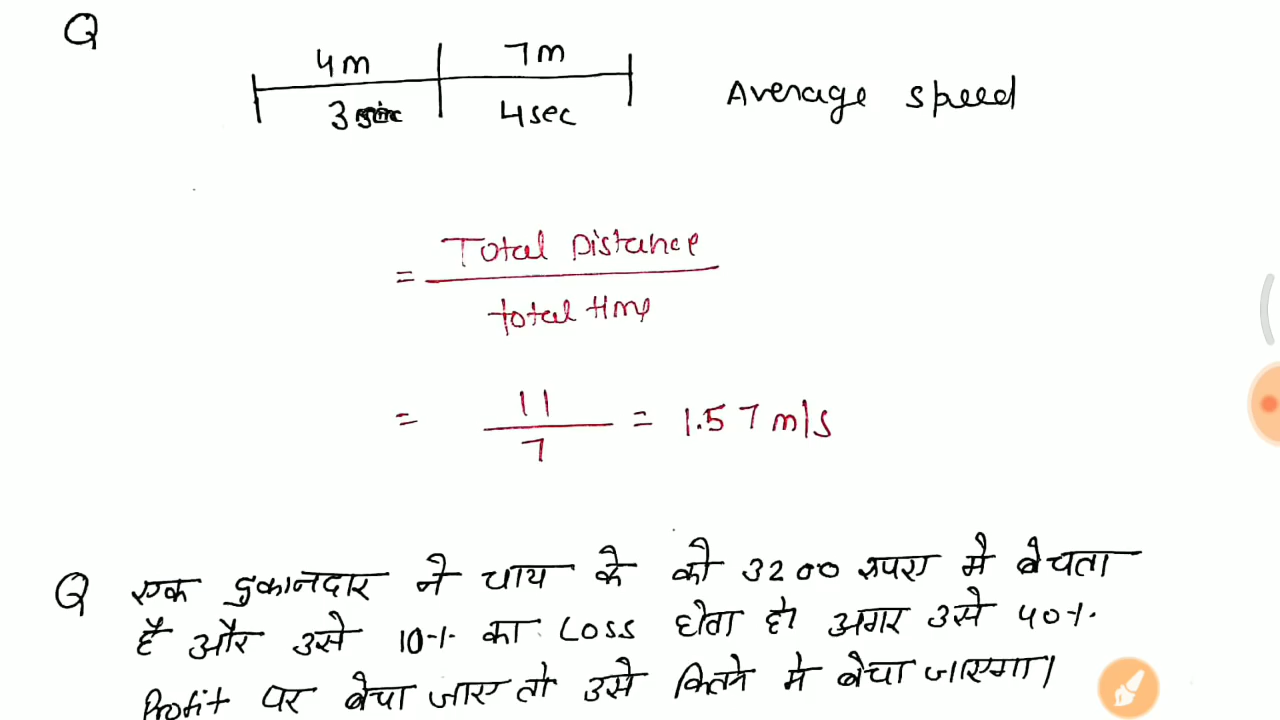 Q
4m 7m
3 4sec Average speed
= Total Distance
total time
= 11
7 = 1.57 m/s
Q एक दुकानदार ने चाय के को 3200 रुपए मे बेचता
है और उसे 10% का Loss होता है। अगर उसे 40%
Profit पर बेचा जाए तो उसे कितने मे बेचा जाएगा।